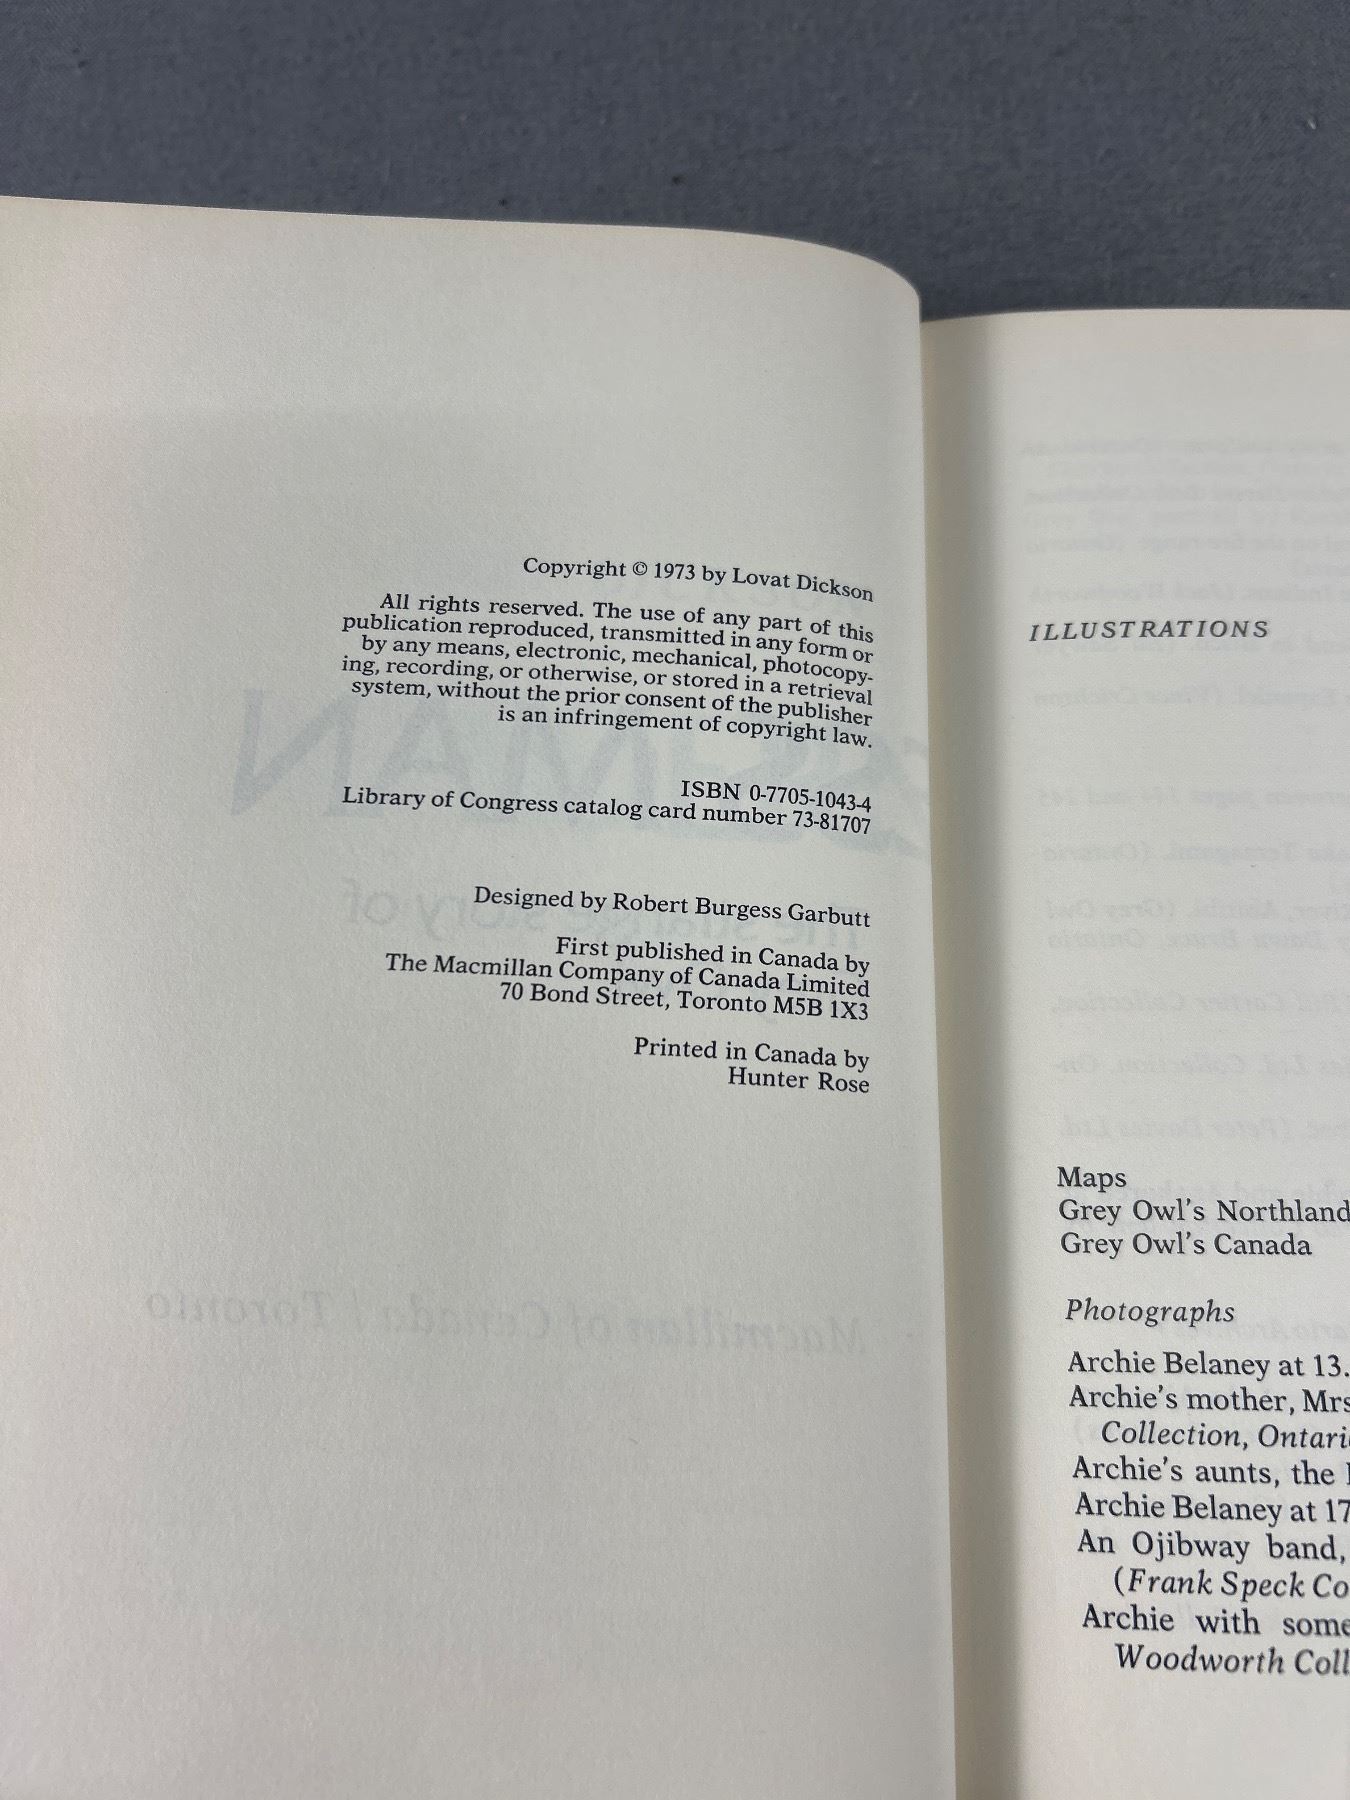 Copyright © 1973 by Lovat Dickson
All rights reserved. The use of any part of this
publication reproduced, transmitted in any form or
by any means, electronic, mechanical, photocopy-
ing, recording, or otherwise, or stored in a retrieval
system, without the prior consent of the publisher
is an infringement of copyright law.
ISBN 0-7705-1043-4
Library of Congress catalog card number 73-81707
Designed by Robert Burgess Garbutt
First published in Canada by
The Macmillan Company of Canada Limited
70 Bond Street, Toronto M5B 1X3
Printed in Canada by
Hunter Rose
ILLUSTRATIONS
Maps
Grey Owl's Northland
Grey Owl's Canada
Photographs
Archie Belaney at 13.
Archie's mother, Mrs
Collection, Ontari
Archie's aunts, the
Archie Belaney at 17
An Ojibway band,
(Frank Speck Co
Archie with some
Woodworth Coll